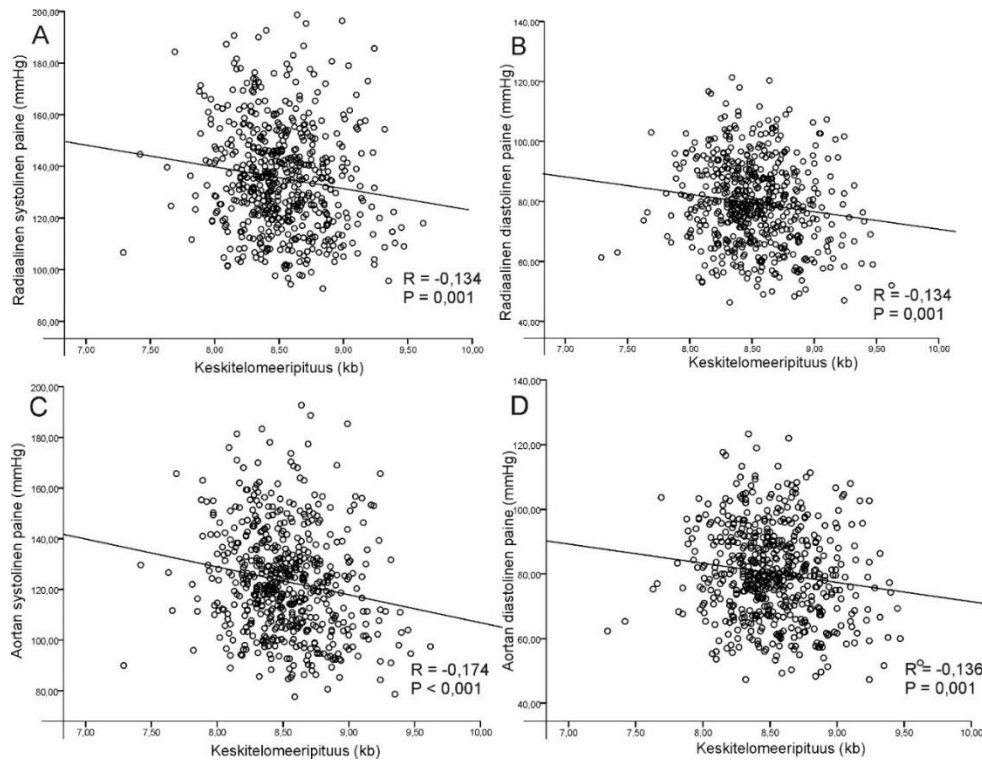 A
Radiaalinen systolinen paine (mmHg)
200,00
180,00
160,00
140,00
120,00
100,00
80,00
R = -0,134
P = 0,001
7,00 7,50 8,00 8,50 9,00 9,50 10,00
Keskitelomeeripituus (kb)
B
Radiaalinen diastolinen paine (mmHg)
140,00
120,00
100,00
80,00
60,00
40,00
R = -0,134
P = 0,001
7,00 7,50 8,00 8,50 9,00 9,50 10,00
Keskitelomeeripituus (kb)
C
Aortan systolinen paine (mmHg)
200,00
180,00
160,00
140,00
120,00
100,00
80,00
R = -0,174
P < 0,001
7,00 7,50 8,00 8,50 9,00 9,50 10,00
Keskitelomeeripituus (kb)
D
Aortan diastolinen paine (mmHg)
140,00
120,00
100,00
80,00
60,00
40,00
R = -0,136
P = 0,001
7,00 7,50 8,00 8,50 9,00 9,50 10,00
Keskitelomeeripituus (kb)